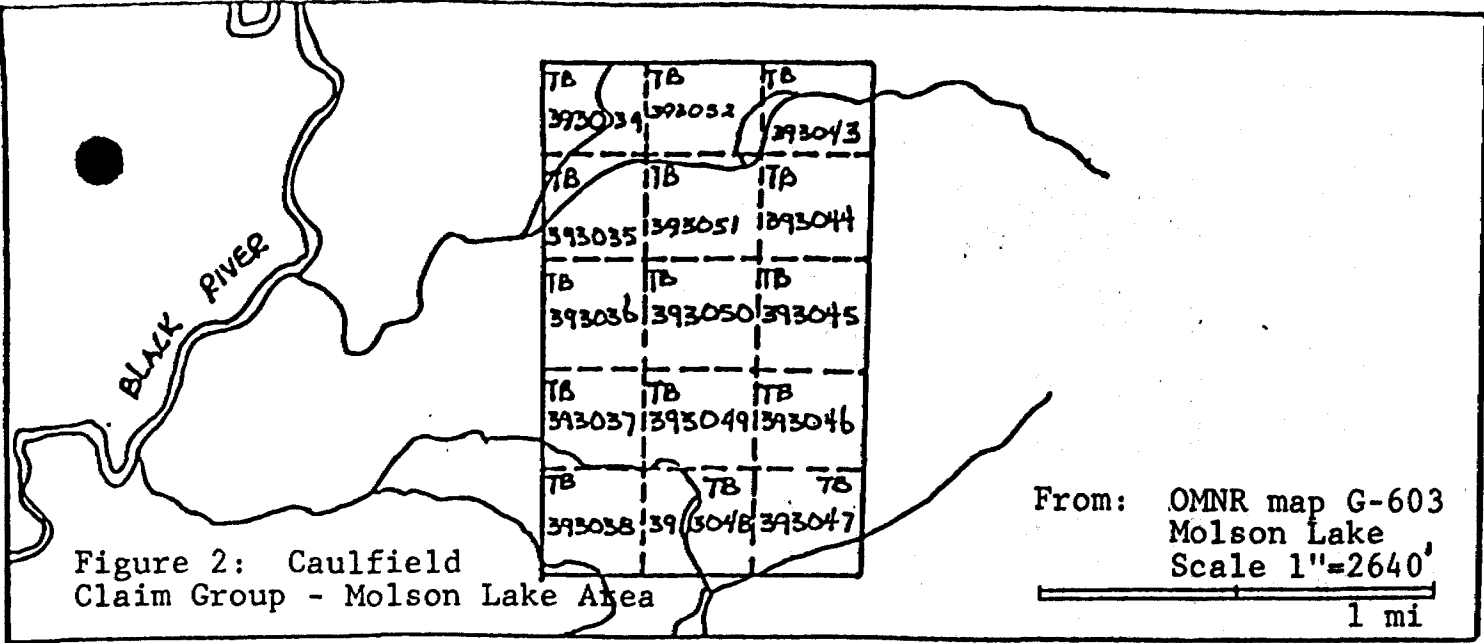 TB
393034
TB
393052
TB
393043
TB
393035
TB
393051
TB
393044
TB
393036
TB
393050
TB
393045
TB
393037
TB
393049
TB
393046
TB
393038
TB
393048
TB
393047
BLACK RIVER
Figure 2: Caulfield
Claim Group - Molson Lake Area
From: OMNR map G-603
Molson Lake
Scale 1"=2640'
1 mi